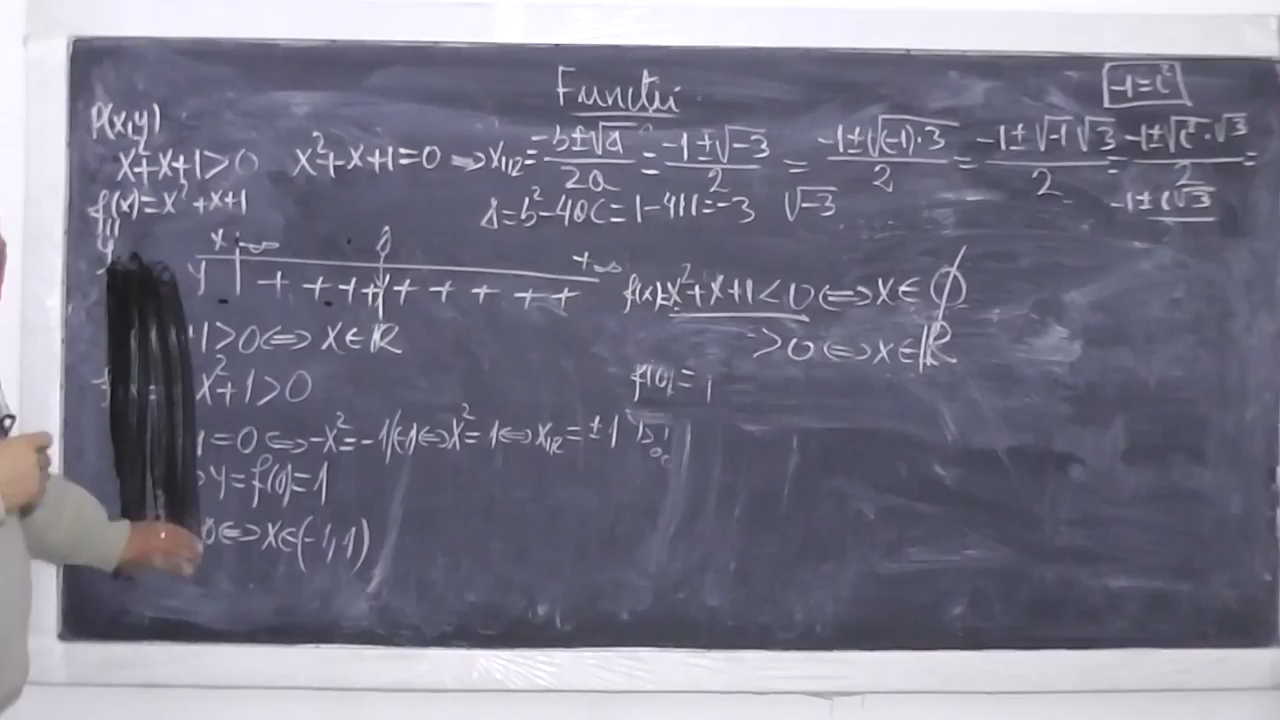 Functii
-1=i²
P(x,y)
x²+x+1>0 x²+x+1=0 => x₁,₂ = (-b±√Δ)/2a = (-1±√-3)/2 = (-1±√(-1)·3)/2 = (-1±√-1 √3)/2 = (-1±√i²·√3)/2 =
-1±i√3
Δ=b²-4ac=1-4·1·1=-3 √-3
f(x)=x²+x+1
y
x -∞ 0 +∞
y + + + + + + + + +
f(x)=x²+x+1<0 <=> x∈∅
1>0 <=> x∈ℝ
>0 <=> x∈ℝ
x²+1>0
f(0)=1
1=0 <=> -x²=-1|(-1 <=> x²=1 <=> x₁,₂=±1
y=f(0)=1
0 <=> x∈(-1,1)